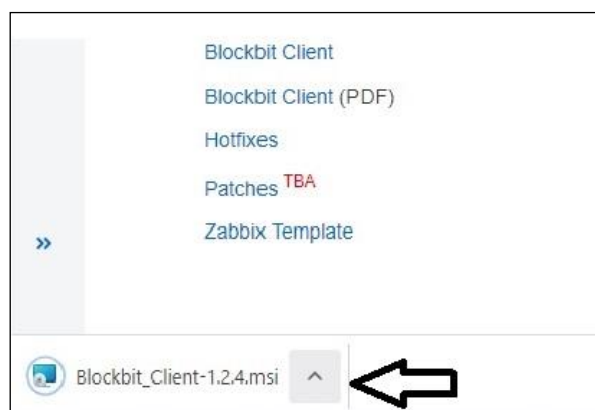 Blockbit Client
Blockbit Client (PDF)
Hotfixes
Patches TBA
Zabbix Template
»
Blockbit_Client-1.2.4.msi